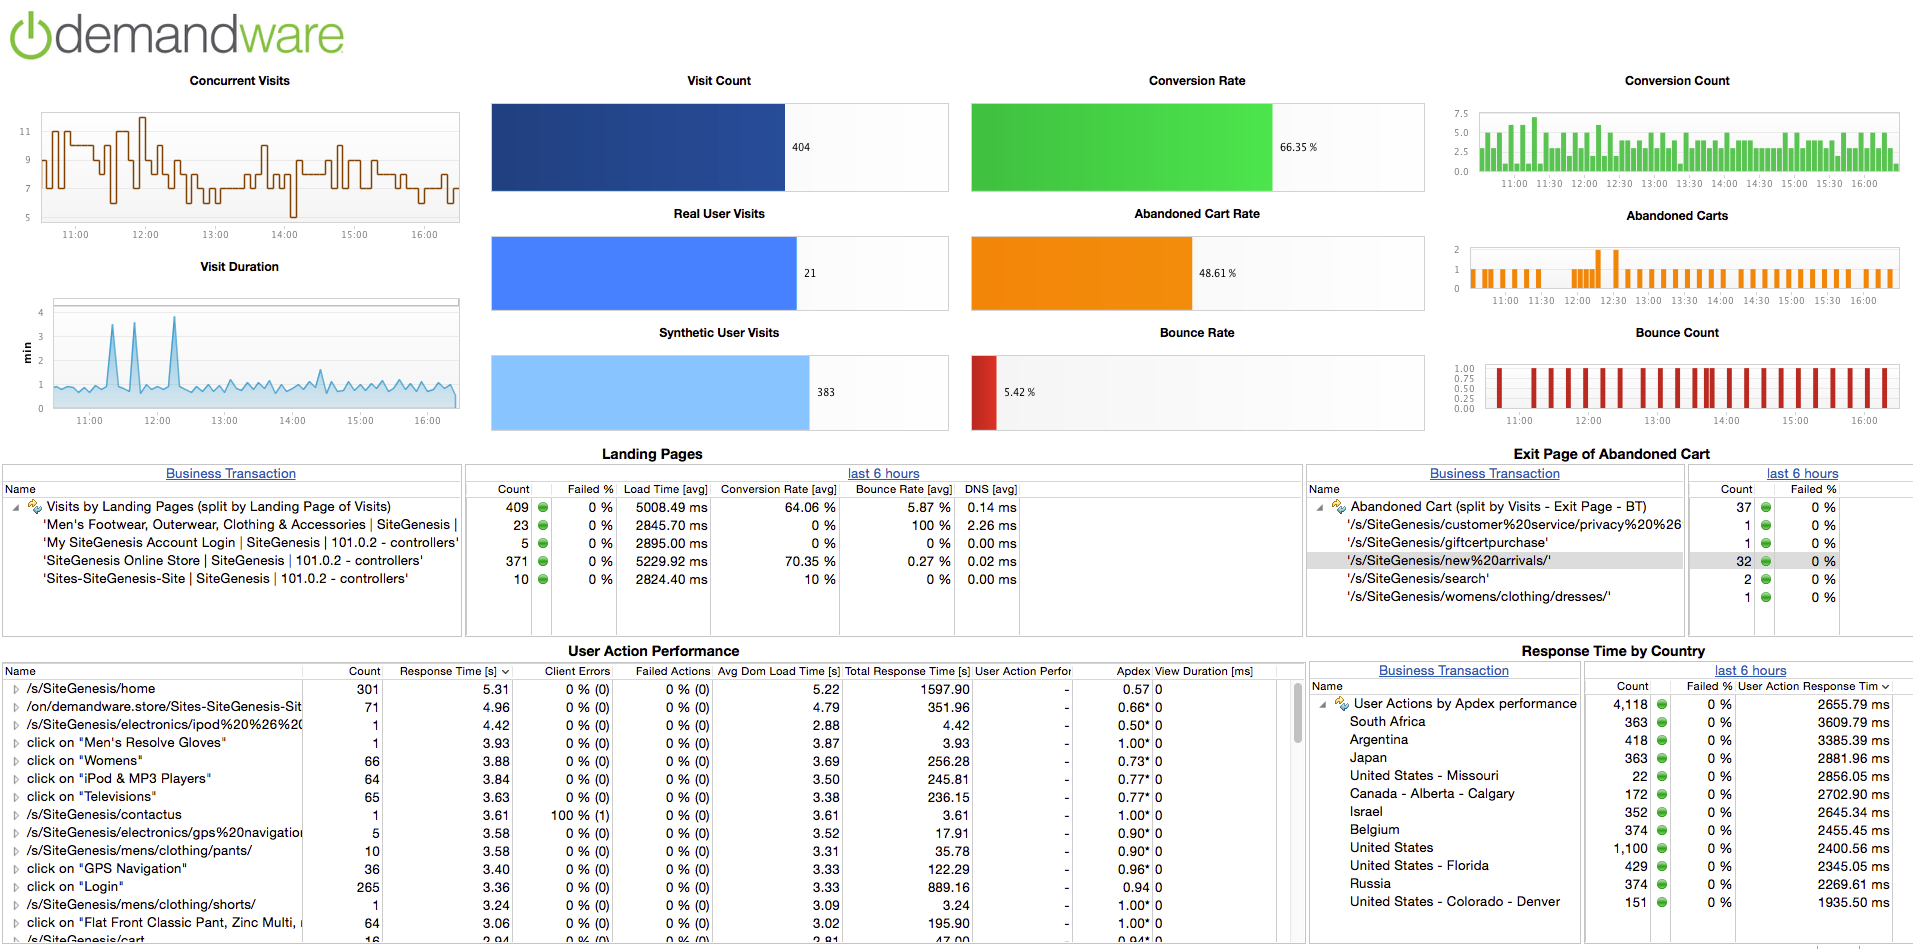 demandware
Concurrent Visits
11
9
7
5
11:00 12:00 13:00 14:00 15:00 16:00
Visit Duration
min
4
3
2
1
0
11:00 12:00 13:00 14:00 15:00 16:00
Visit Count
404
Real User Visits
21
Synthetic User Visits
383
Conversion Rate
66.35 %
Abandoned Cart Rate
48.61 %
Bounce Rate
5.42 %
Conversion Count
7.5
5.0
2.5
0.0
11:00 11:30 12:00 12:30 13:00 13:30 14:00 14:30 15:00 15:30 16:00
Abandoned Carts
2
1
0
11:00 11:30 12:00 12:30 13:00 13:30 14:00 14:30 15:00 15:30 16:00
Bounce Count
1.00
0.75
0.50
0.25
0.00
11:00 12:00 13:00 14:00 15:00 16:00
Landing Pages
Business Transaction last 6 hours
Name Count Failed % Load Time [avg] Conversion Rate [avg] Bounce Rate [avg] DNS [avg]
Visits by Landing Pages (split by Landing Page of Visits) 409 0 % 5008.49 ms 64.06 % 5.87 % 0.14 ms
'Men's Footwear, Outerwear, Clothing & Accessories | SiteGenesis | 23 0 % 2845.70 ms 0 % 100 % 2.26 ms
'My SiteGenesis Account Login | SiteGenesis | 101.0.2 - controllers' 5 0 % 2895.00 ms 0 % 0 % 0.00 ms
'SiteGenesis Online Store | SiteGenesis | 101.0.2 - controllers' 371 0 % 5229.92 ms 70.35 % 0.27 % 0.02 ms
'Sites-SiteGenesis-Site | SiteGenesis | 101.0.2 - controllers' 10 0 % 2824.40 ms 10 % 0 % 0.00 ms
Exit Page of Abandoned Cart
Business Transaction last 6 hours
Name Count Failed %
Abandoned Cart (split by Visits - Exit Page - BT) 37 0 %
'/s/SiteGenesis/customer%20service/privacy%20%26 1 0 %
'/s/SiteGenesis/giftcertpurchase' 1 0 %
'/s/SiteGenesis/new%20arrivals/' 32 0 %
'/s/SiteGenesis/search' 2 0 %
'/s/SiteGenesis/womens/clothing/dresses/' 1 0 %
User Action Performance
Name Count Response Time [s] Client Errors Failed Actions Avg Dom Load Time [s] Total Response Time [s] User Action Perfor Apdex View Duration [ms]
/s/SiteGenesis/home 301 5.31 0 % (0) 0 % (0) 5.22 1597.90 - 0.57 0
/on/demandware.store/Sites-SiteGenesis-Sit 71 4.96 0 % (0) 0 % (0) 4.79 351.96 - 0.66* 0
/s/SiteGenesis/electronics/ipod%20%26%20 1 4.42 0 % (0) 0 % (0) 2.88 4.42 - 0.50* 0
click on "Men's Resolve Gloves" 1 3.93 0 % (0) 0 % (0) 3.87 3.93 - 1.00* 0
click on "Womens" 66 3.88 0 % (0) 0 % (0) 3.69 256.28 - 0.73* 0
click on "iPod & MP3 Players" 64 3.84 0 % (0) 0 % (0) 3.50 245.81 - 0.77* 0
click on "Televisions" 65 3.63 0 % (0) 0 % (0) 3.38 236.15 - 0.77* 0
/s/SiteGenesis/contactus 1 3.61 100 % (1) 0 % (0) 3.61 3.61 - 1.00* 0
/s/SiteGenesis/electronics/gps%20navigation 5 3.58 0 % (0) 0 % (0) 3.52 17.91 - 0.90* 0
/s/SiteGenesis/mens/clothing/pants/ 10 3.58 0 % (0) 0 % (0) 3.31 35.78 - 0.90* 0
click on "GPS Navigation" 36 3.40 0 % (0) 0 % (0) 3.33 122.29 - 0.96* 0
click on "Login" 265 3.36 0 % (0) 0 % (0) 3.33 889.16 - 0.94 0
/s/SiteGenesis/mens/clothing/shorts/ 1 3.24 0 % (0) 0 % (0) 3.09 3.24 - 1.00* 0
click on "Flat Front Classic Pant, Zinc Multi, 64 3.06 0 % (0) 0 % (0) 3.02 195.90 - 1.00* 0
/s/SiteGenesis/cart 16 2.94 0 % (0) 0 % (0) 2.81 47.00 - 0.94* 0
Response Time by Country
Business Transaction last 6 hours
Name Count Failed % User Action Response Tim
User Actions by Apdex performance 4,118 0 % 2655.79 ms
South Africa 363 0 % 3609.79 ms
Argentina 418 0 % 3385.39 ms
Japan 363 0 % 2881.96 ms
United States - Missouri 22 0 % 2856.05 ms
Canada - Alberta - Calgary 172 0 % 2702.90 ms
Israel 352 0 % 2645.34 ms
Belgium 374 0 % 2455.45 ms
United States 1,100 0 % 2400.56 ms
United States - Florida 429 0 % 2345.05 ms
Russia 374 0 % 2269.61 ms
United States - Colorado - Denver 151 0 % 1935.50 ms